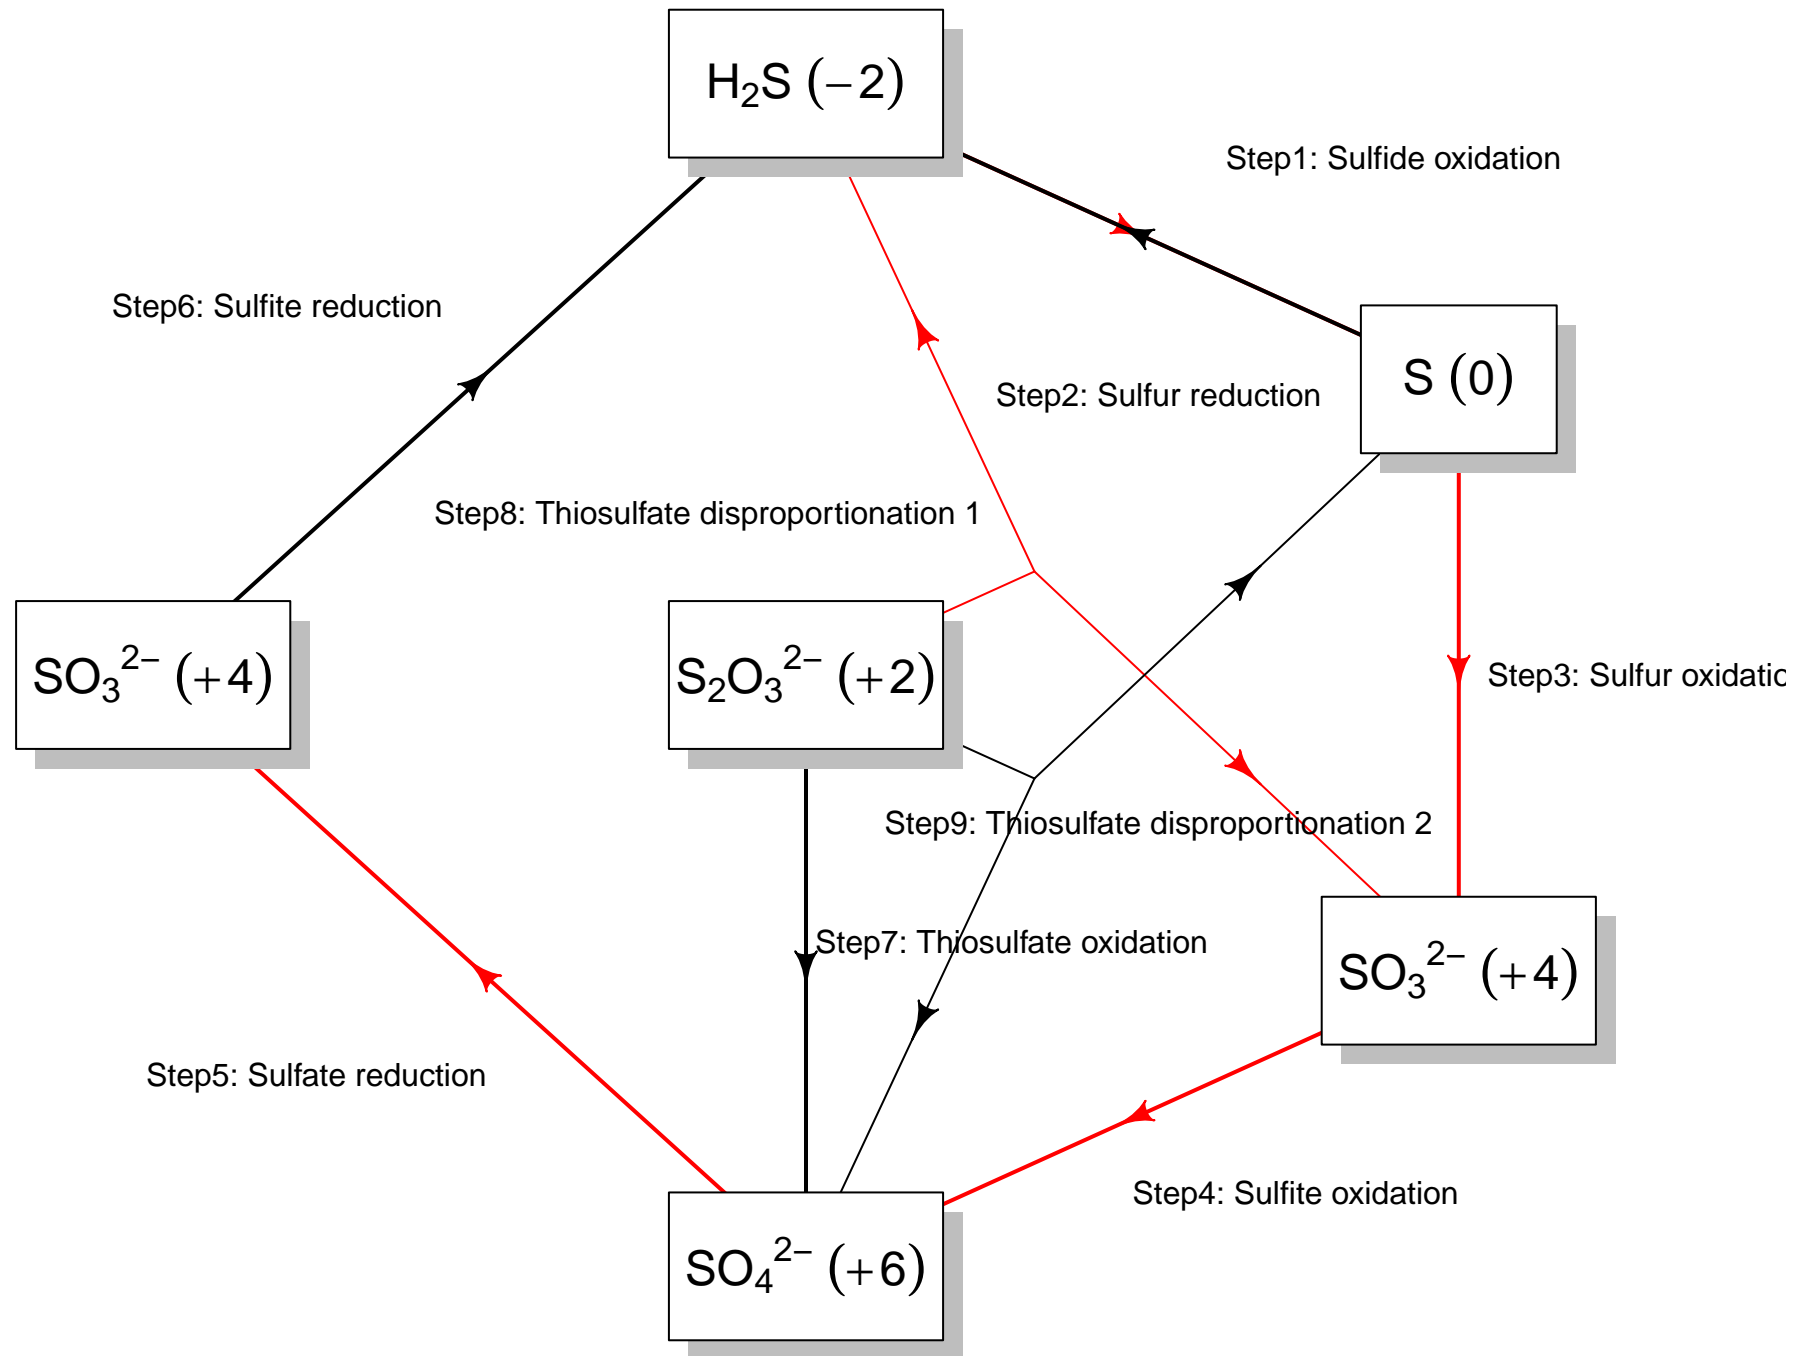 H₂S (−2)
Step1: Sulfide oxidation
Step6: Sulfite reduction
S (0)
Step2: Sulfur reduction
Step8: Thiosulfate disproportionation 1
SO₃²⁻ (+4)
S₂O₃²⁻ (+2)
Step3: Sulfur oxidatio
Step9: Thiosulfate disproportionation 2
Step7: Thiosulfate oxidation
SO₃²⁻ (+4)
Step5: Sulfate reduction
Step4: Sulfite oxidation
SO₄²⁻ (+6)